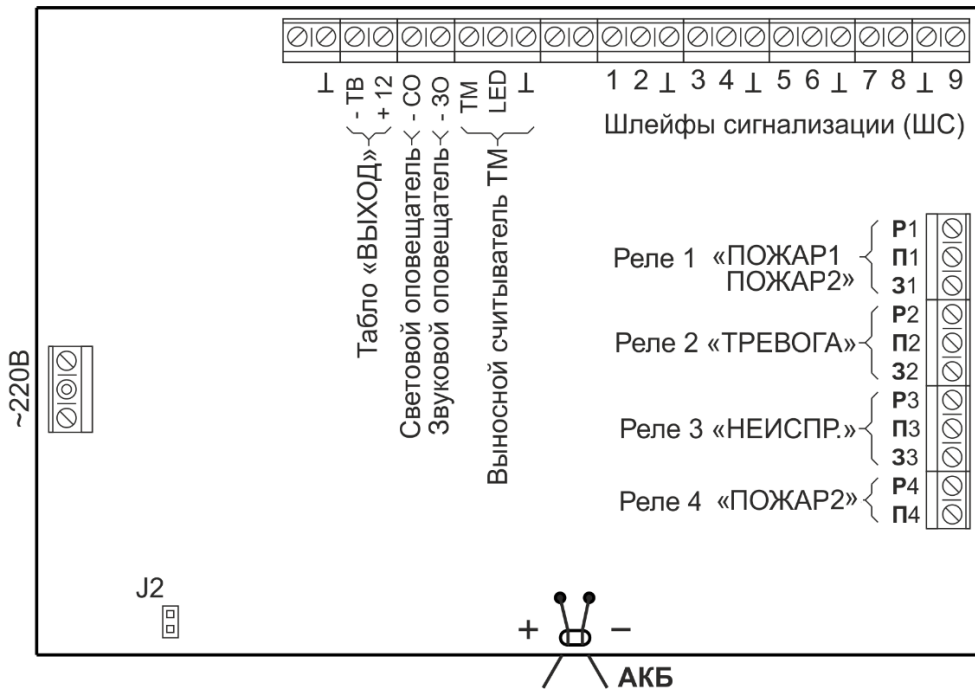 ⊥
- ТВ
+ 12
- СО
- ЗО
ТМ
LED
⊥
1 2 ⊥ 3 4 ⊥ 5 6 ⊥ 7 8 ⊥ 9
Шлейфы сигнализации (ШС)
Табло «ВЫХОД»
Световой оповещатель
Звуковой оповещатель
Выносной считыватель ТМ
Реле 1 «ПОЖАР1
ПОЖАР2»
Р1
П1
З1
Реле 2 «ТРЕВОГА»
Р2
П2
З2
Реле 3 «НЕИСПР.»
Р3
П3
З3
Реле 4 «ПОЖАР2»
Р4
П4
~220В
J2
+ −
АКБ